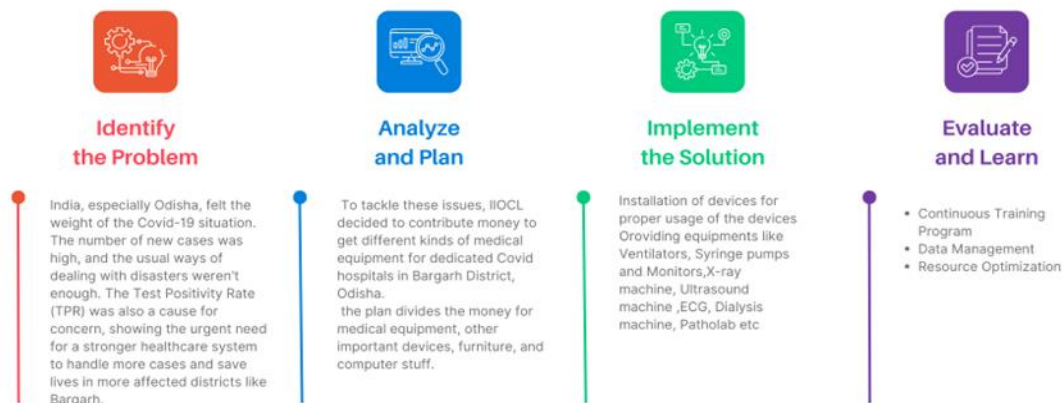 Identify
the Problem
India, especially Odisha, felt the
weight of the Covid-19 situation.
The number of new cases was
high, and the usual ways of
dealing with disasters weren't
enough. The Test Positivity Rate
(TPR) was also a cause for
concern, showing the urgent need
for a stronger healthcare system
to handle more cases and save
lives in more affected districts like
Bargarh.
Analyze
and Plan
To tackle these issues, IIOCL
decided to contribute money to
get different kinds of medical
equipment for dedicated Covid
hospitals in Bargarh District,
Odisha.
the plan divides the money for
medical equipment, other
important devices, furniture, and
computer stuff.
Implement
the Solution
Installation of devices for
proper usage of the devices
Oroviding equipments like
Ventilators, Syringe pumps
and Monitors,X-ray
machine, Ultrasound
machine ,ECG, Dialysis
machine, Patholab etc
Evaluate
and Learn
• Continuous Training
Program
• Data Management
• Resource Optimization